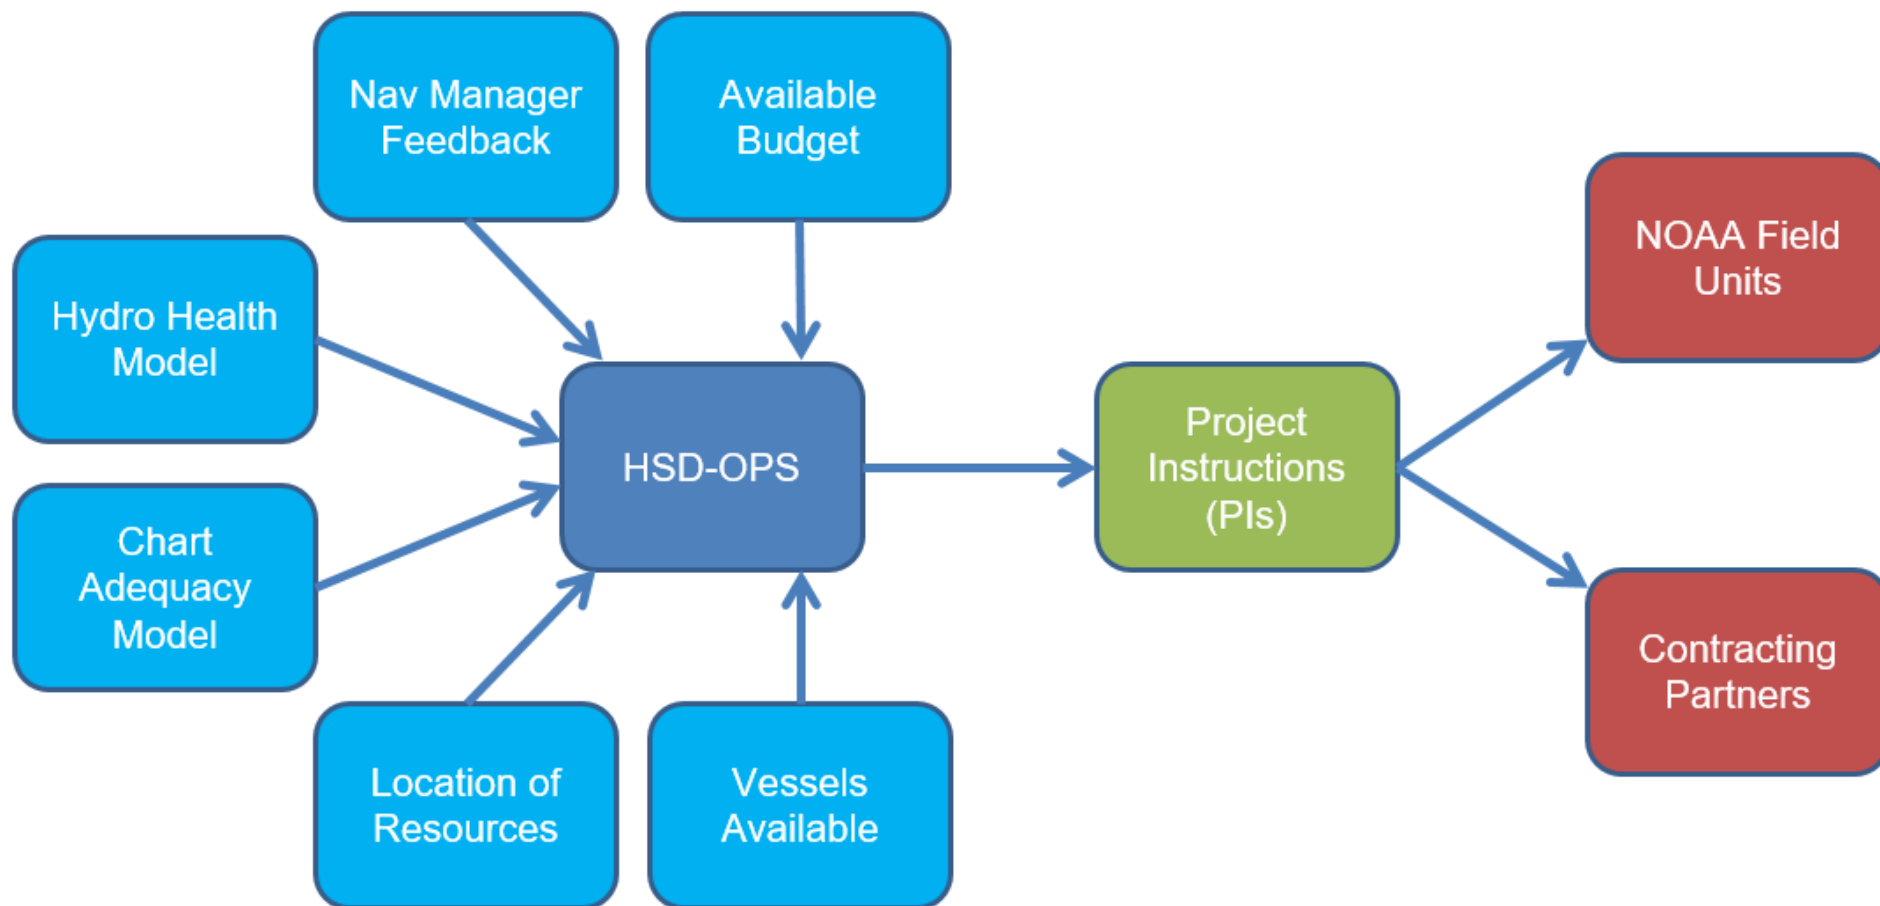 Nav Manager
Feedback
Available
Budget
Hydro Health
Model
Chart
Adequacy
Model
Location of
Resources
Vessels
Available
HSD-OPS
Project
Instructions
(PIs)
NOAA Field
Units
Contracting
Partners